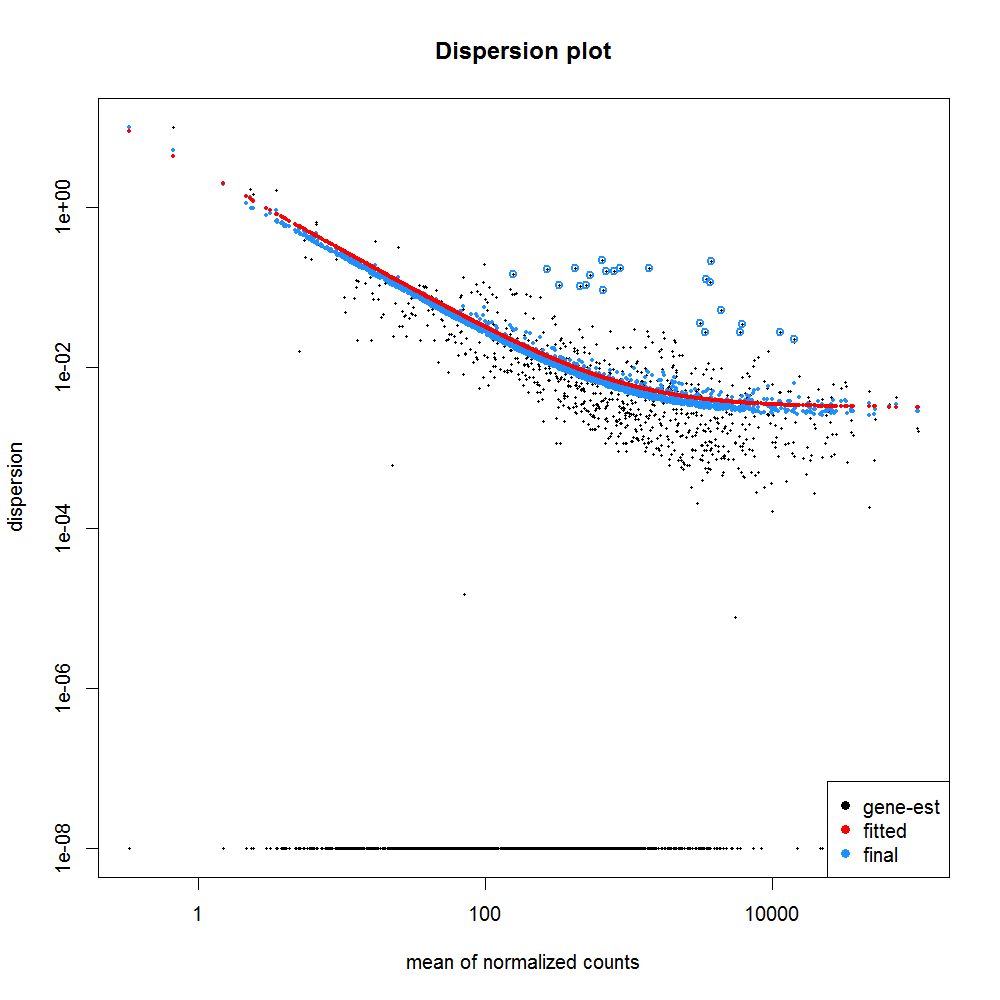 Dispersion plot
1e+00
1e-02
1e-04
1e-06
1e-08
dispersion
gene-est
fitted
final
1
100
10000
mean of normalized counts